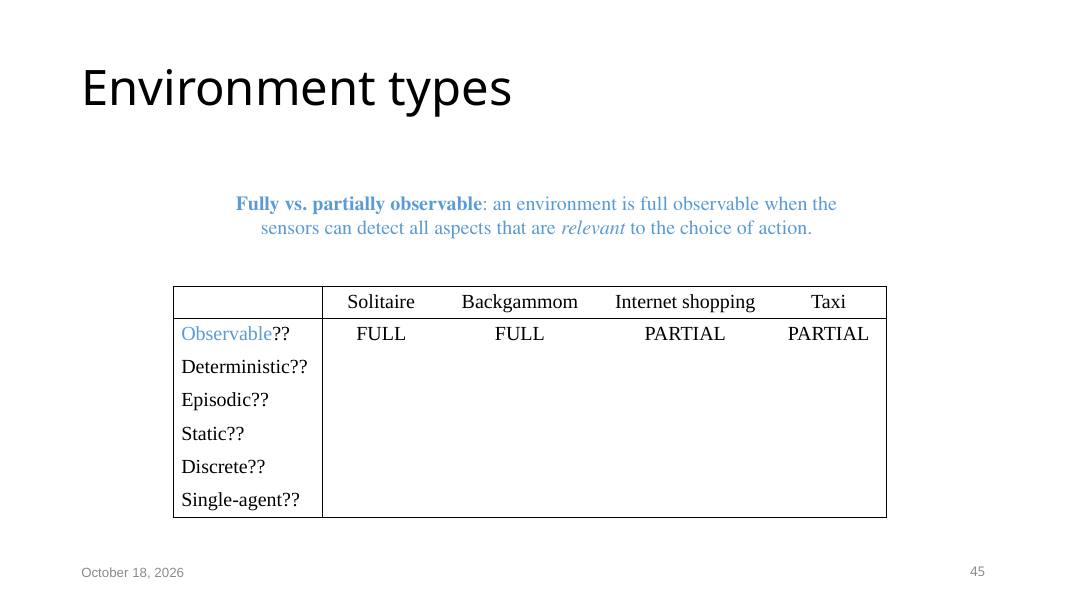 Environment types
Fully vs. partially observable: an environment is full observable when the
sensors can detect all aspects that are relevant to the choice of action.
Solitaire Backgammom Internet shopping Taxi
Observable?? FULL FULL PARTIAL PARTIAL
Deterministic??
Episodic??
Static??
Discrete??
Single-agent??
October 18, 2026 45